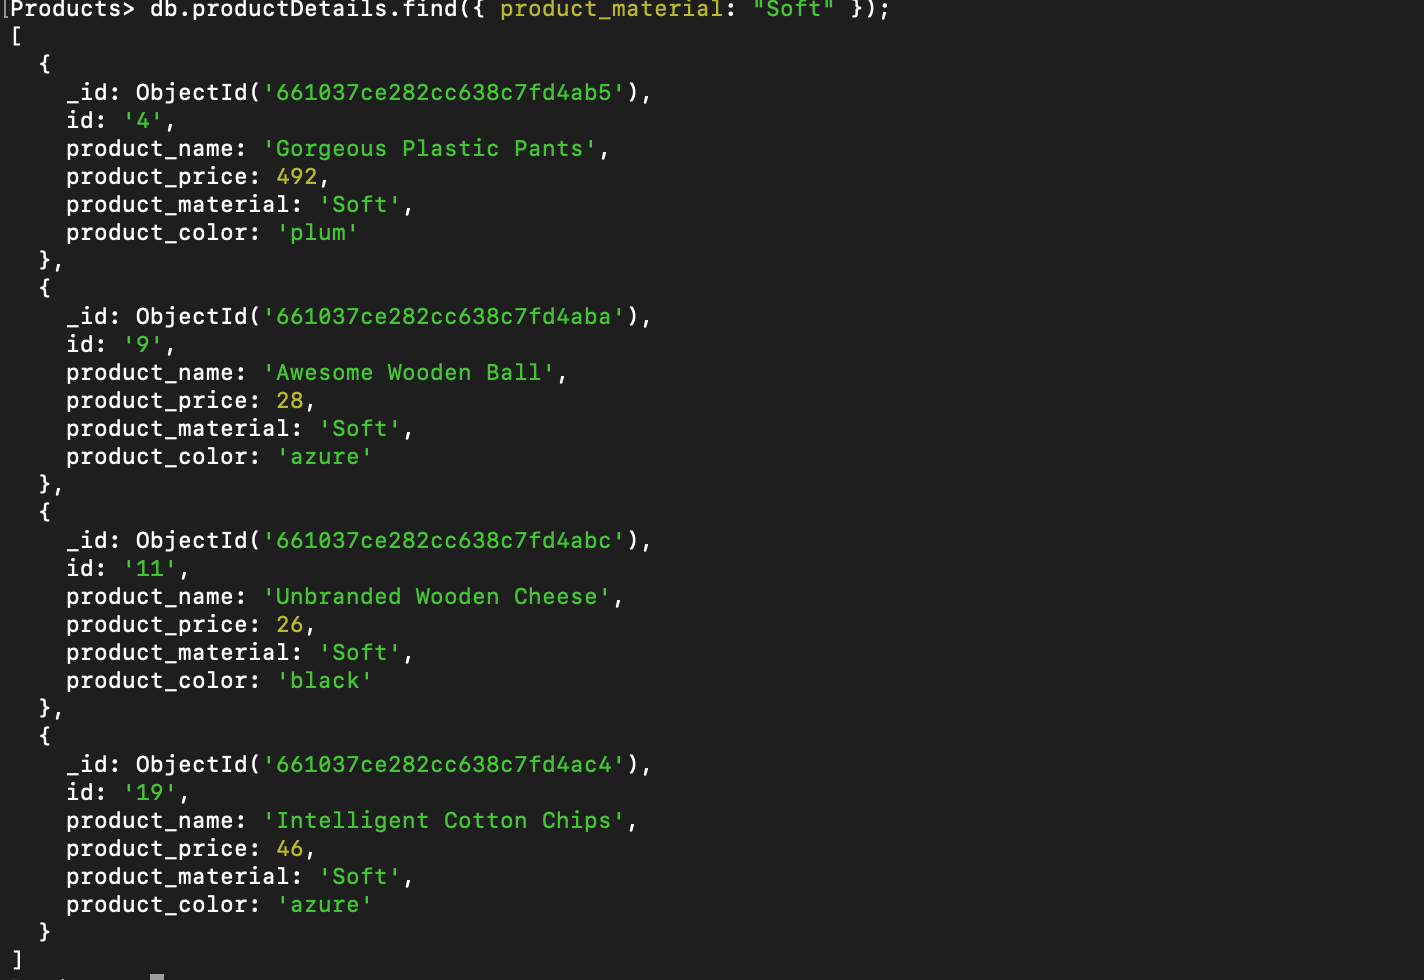 [Products> db.productDetails.find({ product_material: "Soft" });
[
  {
    _id: ObjectId('661037ce282cc638c7fd4ab5'),
    id: '4',
    product_name: 'Gorgeous Plastic Pants',
    product_price: 492,
    product_material: 'Soft',
    product_color: 'plum'
  },
  {
    _id: ObjectId('661037ce282cc638c7fd4aba'),
    id: '9',
    product_name: 'Awesome Wooden Ball',
    product_price: 28,
    product_material: 'Soft',
    product_color: 'azure'
  },
  {
    _id: ObjectId('661037ce282cc638c7fd4abc'),
    id: '11',
    product_name: 'Unbranded Wooden Cheese',
    product_price: 26,
    product_material: 'Soft',
    product_color: 'black'
  },
  {
    _id: ObjectId('661037ce282cc638c7fd4ac4'),
    id: '19',
    product_name: 'Intelligent Cotton Chips',
    product_price: 46,
    product_material: 'Soft',
    product_color: 'azure'
  }
]